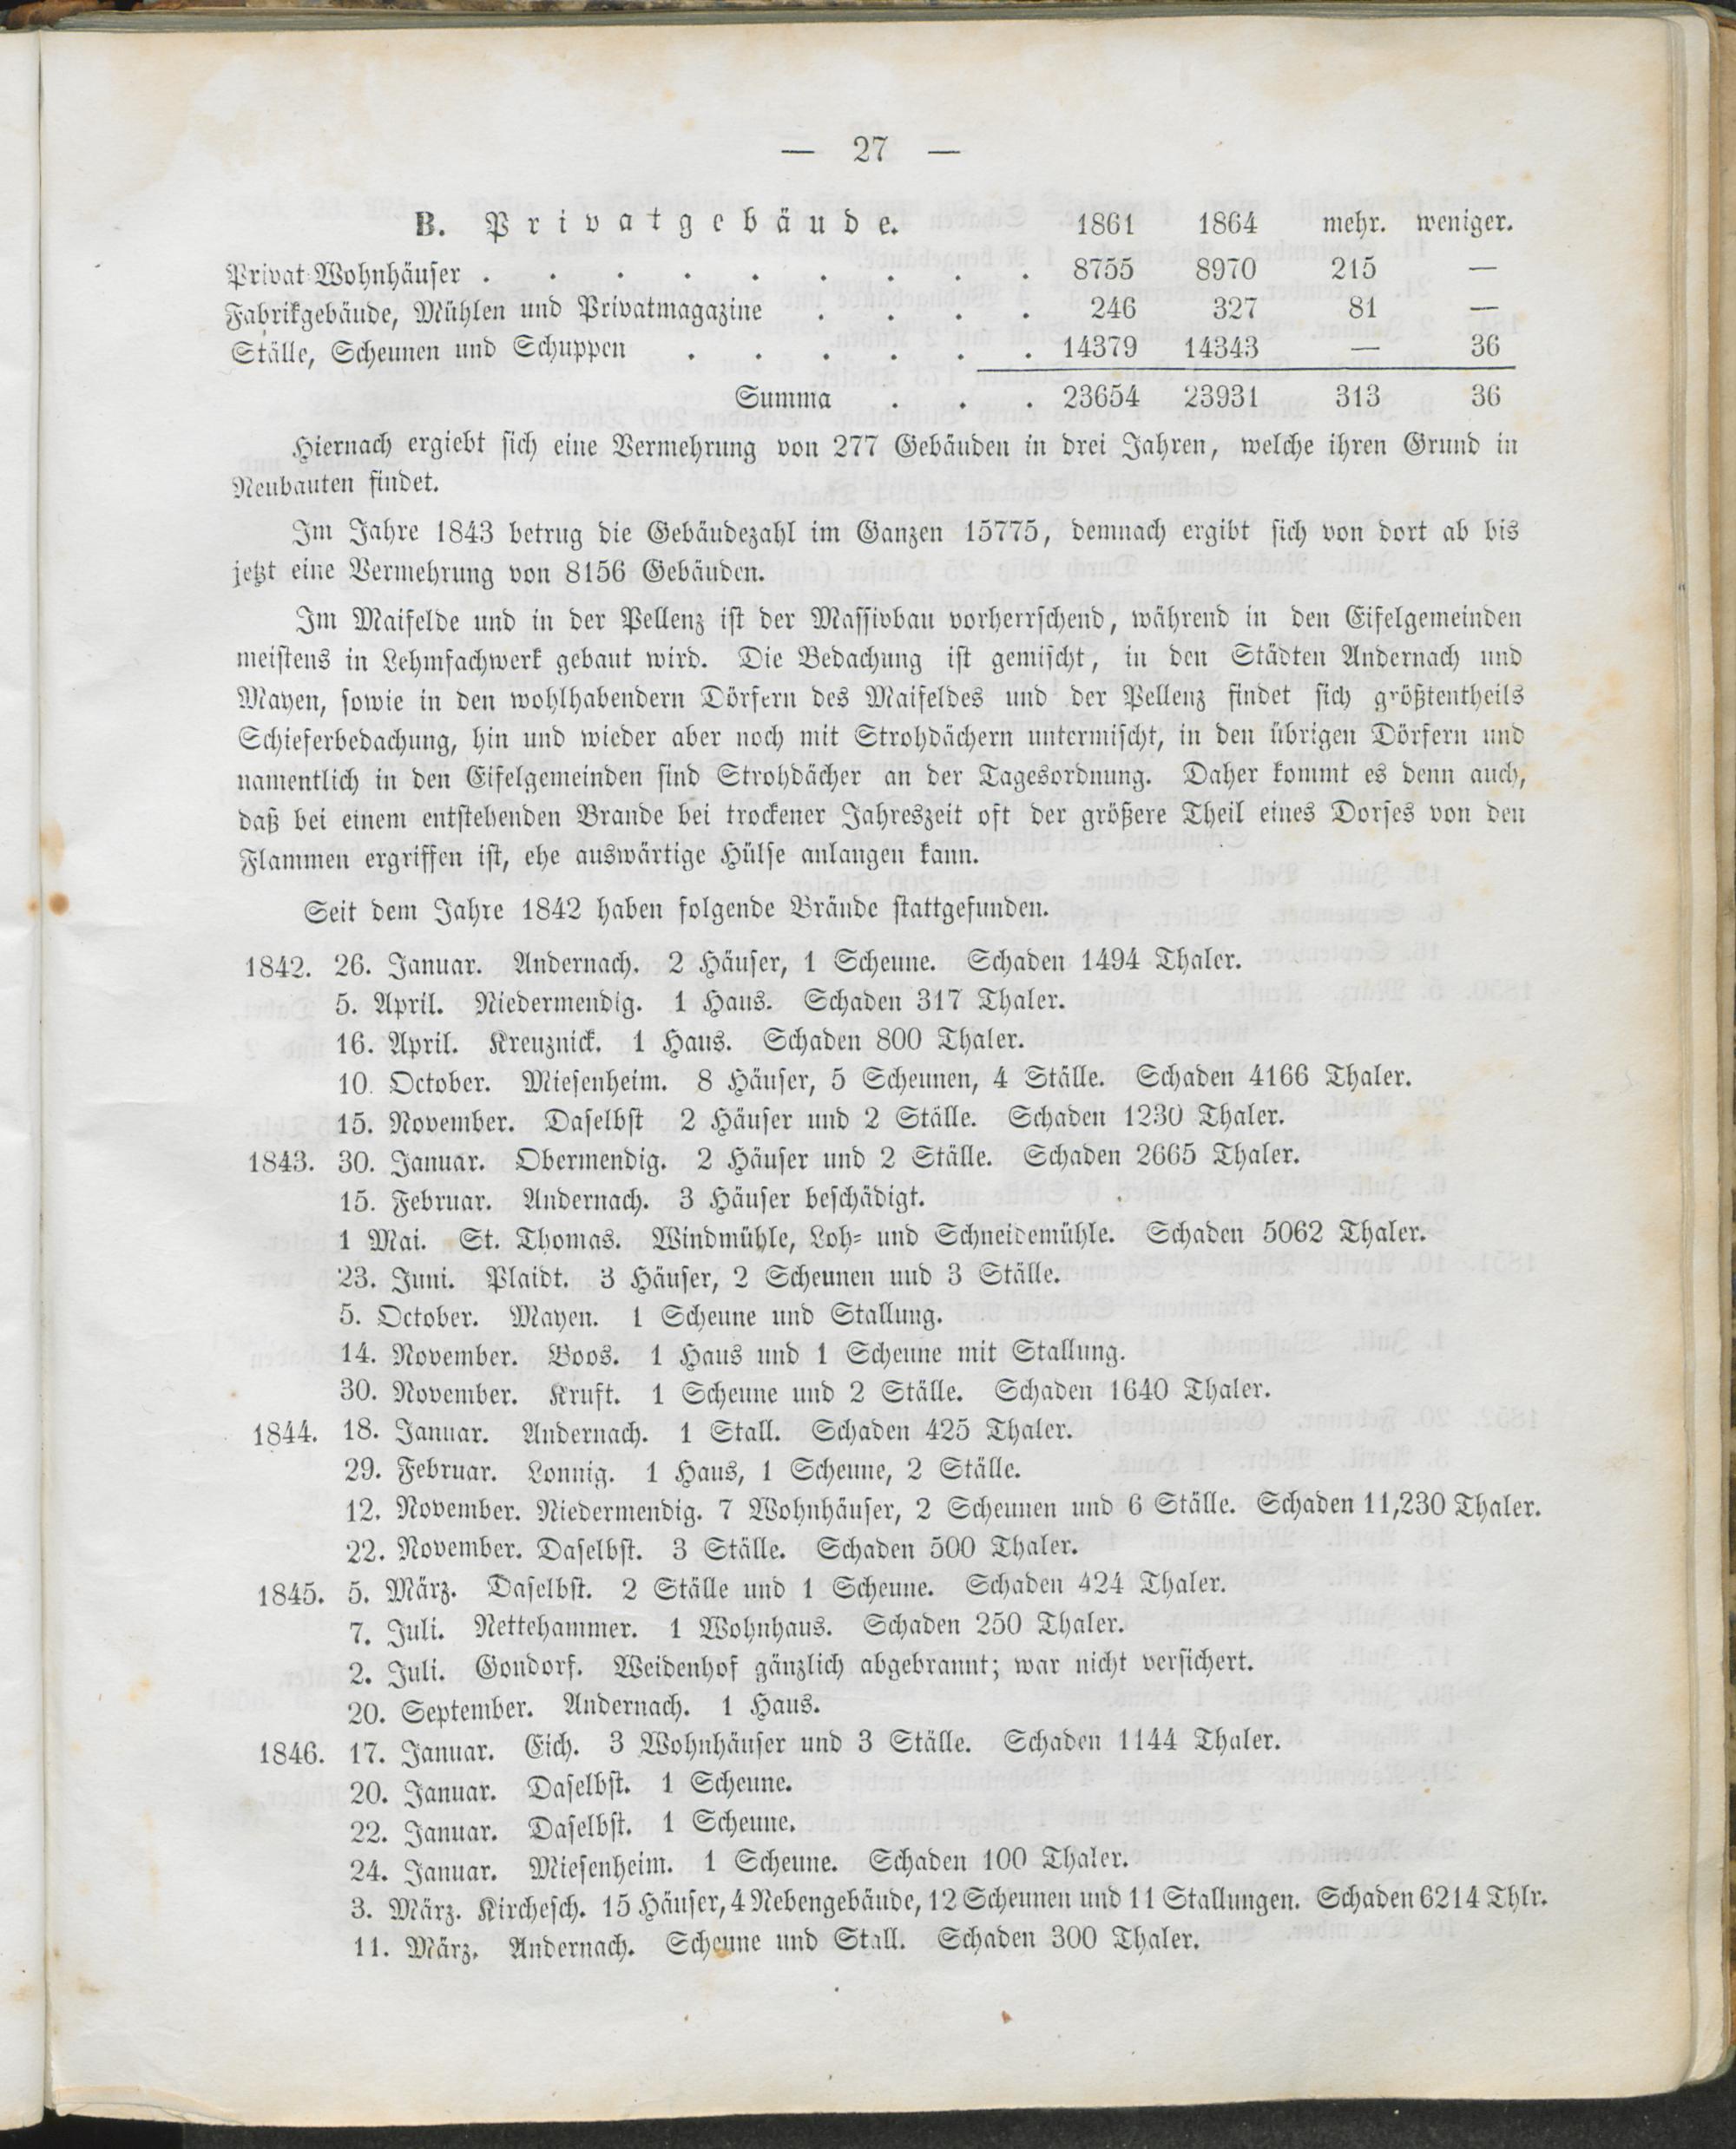 — 27 —
B. Privatgebäude. 1861 1864 mehr. weniger.
Privat-Wohnhäuser . . . . . . . . . 8755 8970 215 —
Fabrikgebäude, Mühlen und Privatmagazine . . . . 246 327 81 —
Ställe, Scheunen und Schuppen . . . . . . 14379 14343 — 36
Summa . . . 23654 23931 313 36
Hiernach ergiebt sich eine Vermehrung von 277 Gebäuden in drei Jahren, welche ihren Grund in
Neubauten findet.
Im Jahre 1843 betrug die Gebäudezahl im Ganzen 15775, demnach ergibt sich von dort ab bis
jetzt eine Vermehrung von 8156 Gebäuden.
Im Maifelde und in der Pellenz ist der Massivbau vorherrschend, während in den Eifelgemeinden
meistens in Lehmfachwerk gebaut wird. Die Bedachung ist gemischt, in den Städten Andernach und
Mayen, sowie in den wohlhabendern Dörfern des Maifeldes und der Pellenz findet sich größtentheils
Schieferbedachung, hin und wieder aber noch mit Strohdächern untermischt, in den übrigen Dörfern und
namentlich in den Eifelgemeinden sind Strohdächer an der Tagesordnung. Daher kommt es denn auch,
daß bei einem entstehenden Brande bei trockener Jahreszeit oft der größere Theil eines Dorfes von den
Flammen ergriffen ist, ehe auswärtige Hülfe anlangen kann.
Seit dem Jahre 1842 haben folgende Brände stattgefunden.
1842. 26. Januar. Andernach. 2 Häuser, 1 Scheune. Schaden 1494 Thaler.
5. April. Niedermendig. 1 Haus. Schaden 317 Thaler.
16. April. Kreuznick. 1 Haus. Schaden 800 Thaler.
10. October. Miesenheim. 8 Häuser, 5 Scheunen, 4 Ställe. Schaden 4166 Thaler.
15. November. Daselbst 2 Häuser und 2 Ställe. Schaden 1230 Thaler.
1843. 30. Januar. Obermendig. 2 Häuser und 2 Ställe. Schaden 2665 Thaler.
15. Februar. Andernach. 3 Häuser beschädigt.
1 Mai. St. Thomas. Windmühle, Loh- und Schneidemühle. Schaden 5062 Thaler.
23. Juni. Plaidt. 3 Häuser, 2 Scheunen und 3 Ställe.
5. October. Mayen. 1 Scheune und Stallung.
14. November. Boos. 1 Haus und 1 Scheune mit Stallung.
30. November. Kruft. 1 Scheune und 2 Ställe. Schaden 1640 Thaler.
1844. 18. Januar. Andernach. 1 Stall. Schaden 425 Thaler.
29. Februar. Lonnig. 1 Haus, 1 Scheune, 2 Ställe.
12. November. Niedermendig. 7 Wohnhäuser, 2 Scheunen und 6 Ställe. Schaden 11,230 Thaler.
22. November. Daselbst. 3 Ställe. Schaden 500 Thaler.
1845. 5. März. Daselbst. 2 Ställe und 1 Scheune. Schaden 424 Thaler.
7. Juli. Nettehammer. 1 Wohnhaus. Schaden 250 Thaler.
2. Juli. Gondorf. Weidenhof gänzlich abgebrannt; war nicht versichert.
20. September. Andernach. 1 Haus.
1846. 17. Januar. Eich. 3 Wohnhäuser und 3 Ställe. Schaden 1144 Thaler.
20. Januar. Daselbst. 1 Scheune.
22. Januar. Daselbst. 1 Scheune.
24. Januar. Miesenheim. 1 Scheune. Schaden 100 Thaler.
3. März. Kirchesch. 15 Häuser, 4 Nebengebäude, 12 Scheunen und 11 Stallungen. Schaden 6214 Thlr.
11. März. Andernach. Scheune und Stall. Schaden 300 Thaler.